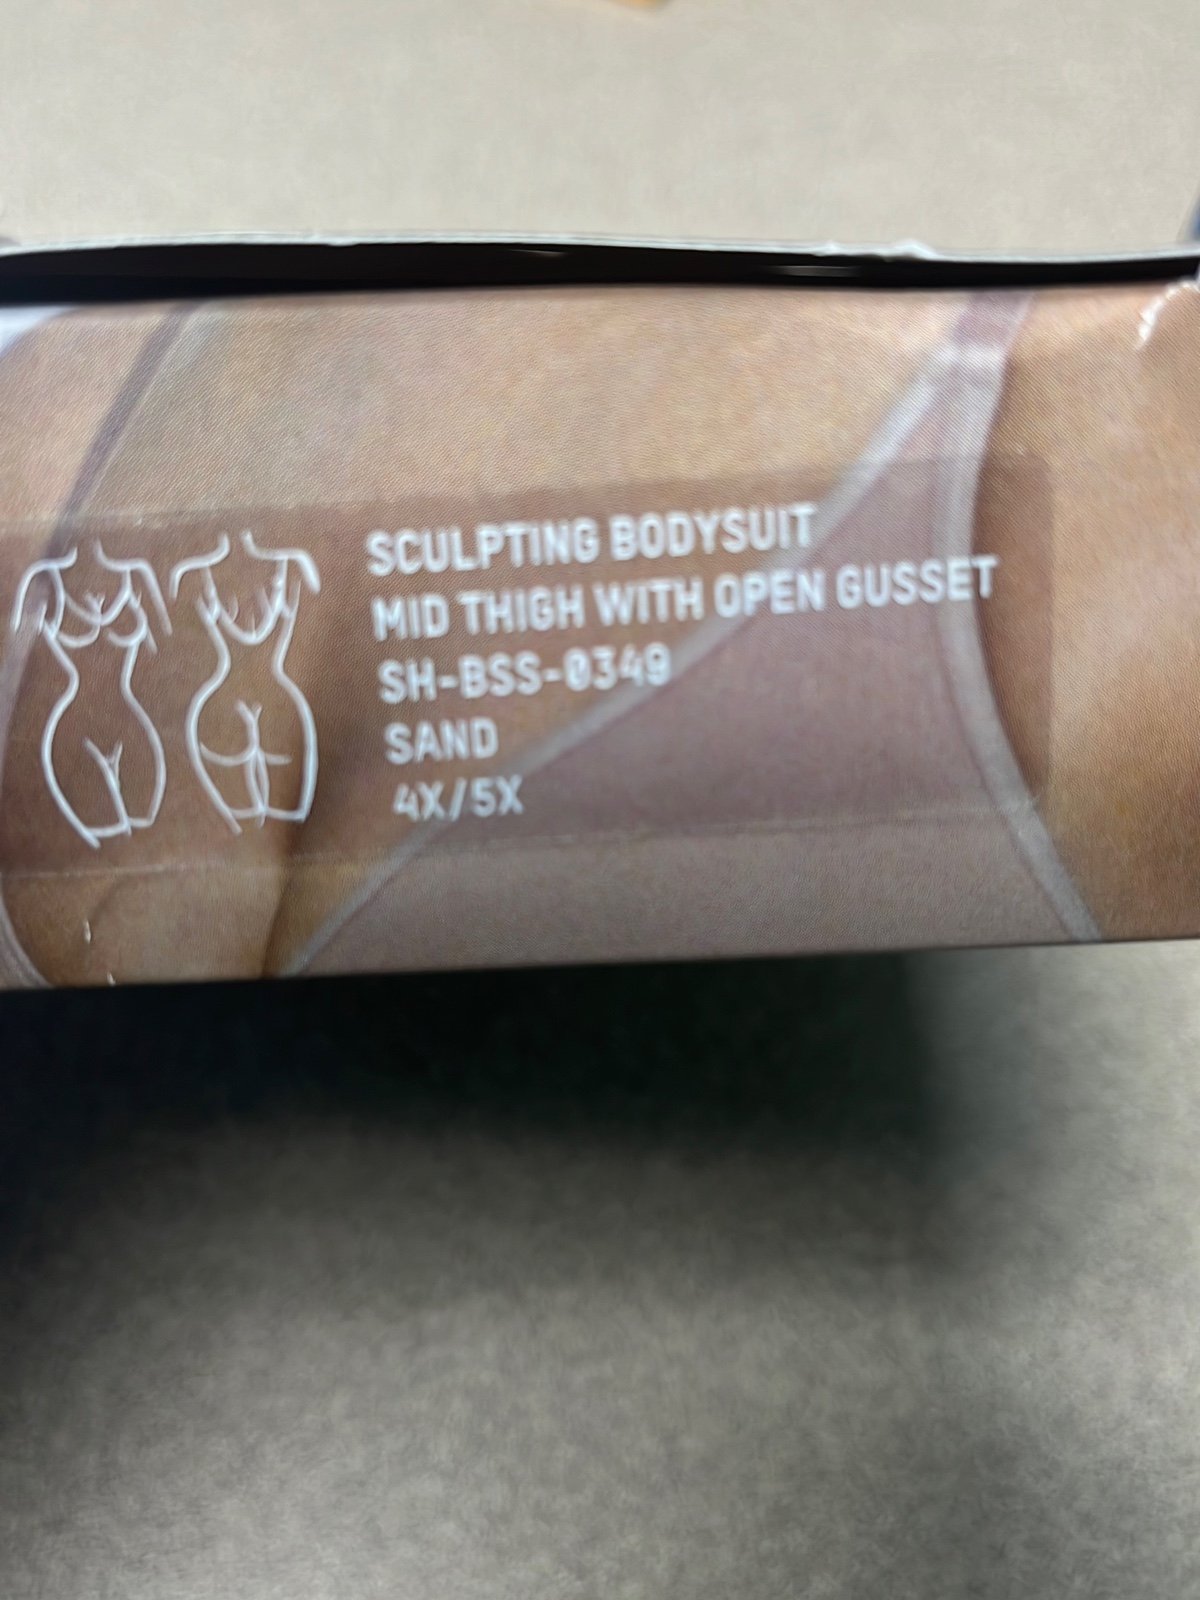 SCULPTING BODYSUIT
MID THIGH WITH OPEN GUSSET
SH-BSS-0349
SAND
4X/5X